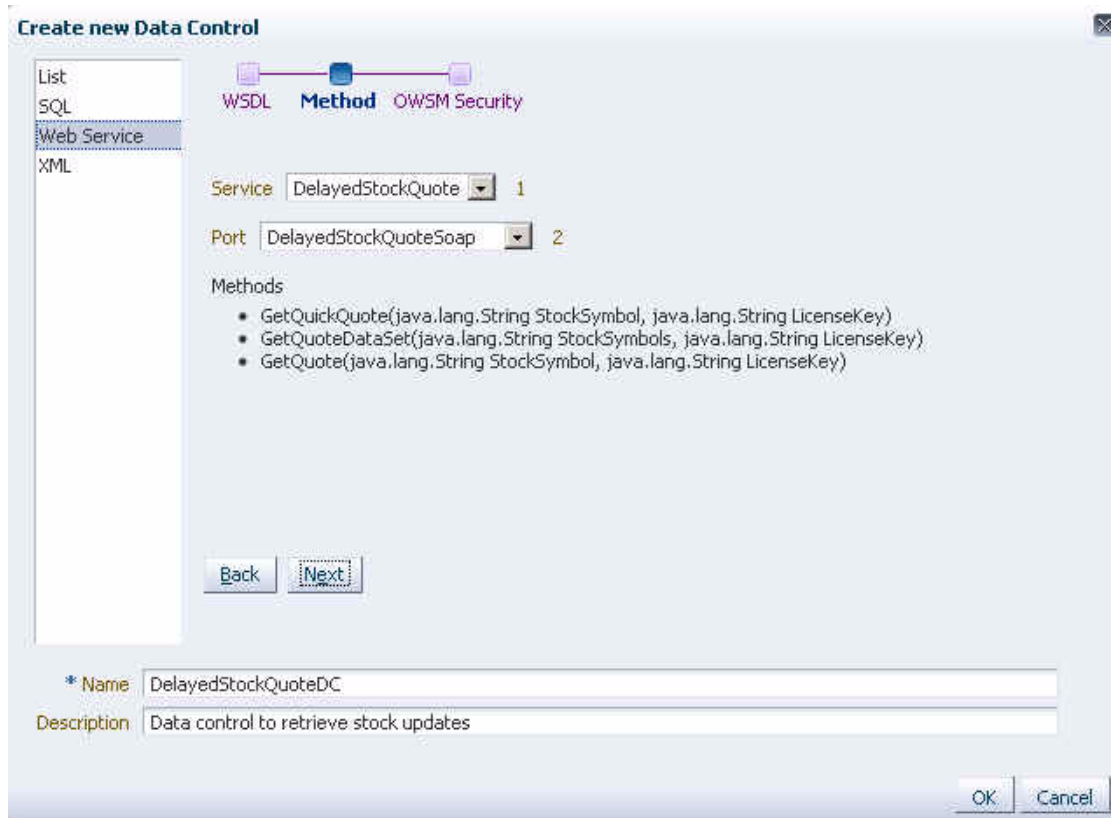 Create new Data Control
List
SQL
Web Service
XML
WSDL Method OWSM Security
Service DelayedStockQuote 1
Port DelayedStockQuoteSoap 2
Methods
• GetQuickQuote(java.lang.String StockSymbol, java.lang.String LicenseKey)
• GetQuoteDataSet(java.lang.String StockSymbols, java.lang.String LicenseKey)
• GetQuote(java.lang.String StockSymbol, java.lang.String LicenseKey)
Back Next
* Name DelayedStockQuoteDC
Description Data control to retrieve stock updates
OK Cancel